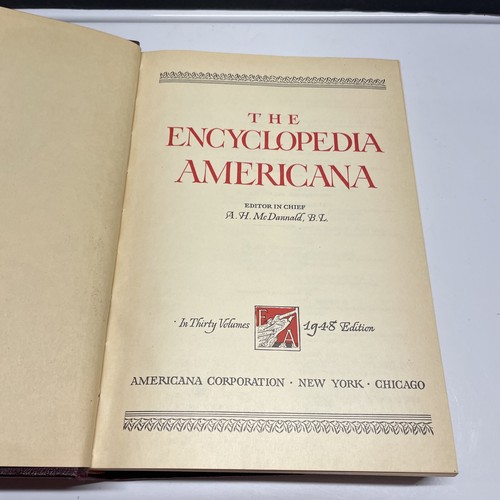 THE
ENCYCLOPEDIA
AMERICANA
EDITOR IN CHIEF
A. H. McDannald, B.L.
· In Thirty Volumes E A 1948 Edition
AMERICANA CORPORATION · NEW YORK · CHICAGO